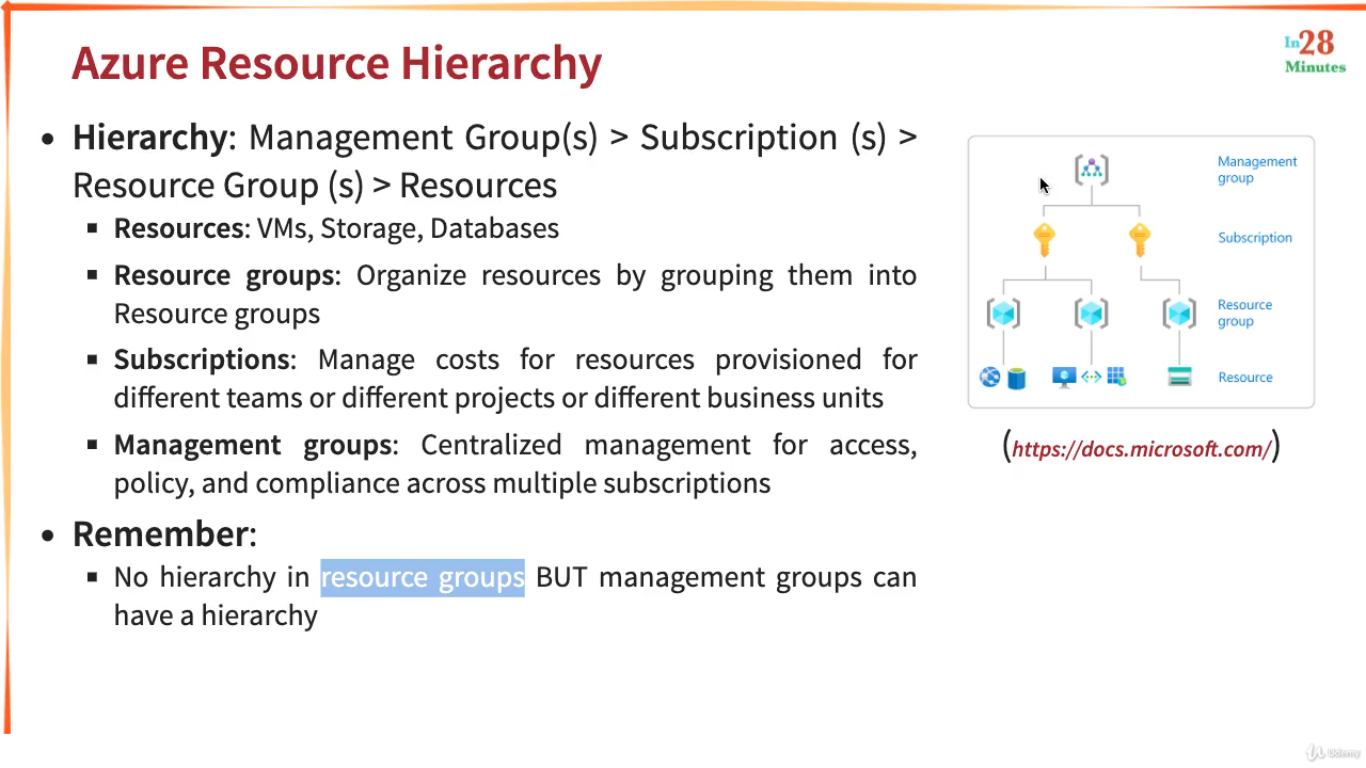 Azure Resource Hierarchy
In28
Minutes
• Hierarchy: Management Group(s) > Subscription (s) >
Resource Group (s) > Resources
▪ Resources: VMs, Storage, Databases
▪ Resource groups: Organize resources by grouping them into
Resource groups
▪ Subscriptions: Manage costs for resources provisioned for
different teams or different projects or different business units
▪ Management groups: Centralized management for access,
policy, and compliance across multiple subscriptions
• Remember:
▪ No hierarchy in resource groups BUT management groups can
have a hierarchy
Management
group
Subscription
Resource
group
Resource
(https://docs.microsoft.com/)
Udemy